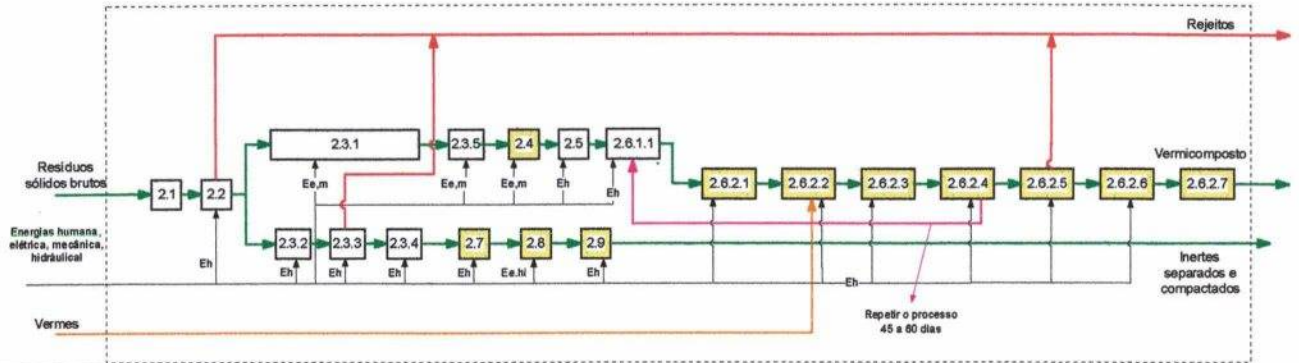 Rejeitos
2.3.1
2.3.5
2.4
2.5
2.6.1.1
Resíduos
sólidos brutos
2.1
2.2
Ee,m
Ee,m
Ee,m
Eh
Eh
Vermicomposto
2.6.2.1
2.6.2.2
2.6.2.3
2.6.2.4
2.6.2.5
2.6.2.6
2.6.2.7
Energias humana,
elétrica, mecânica,
hidráulical
2.3.2
2.3.3
2.3.4
2.7
2.8
2.9
Inertes
separados e
compactados
Eh
Eh
Eh
Eh
Eh
Ee.hi
Eh
Eh
Repetir o processo
45 a 60 dias
Vermes